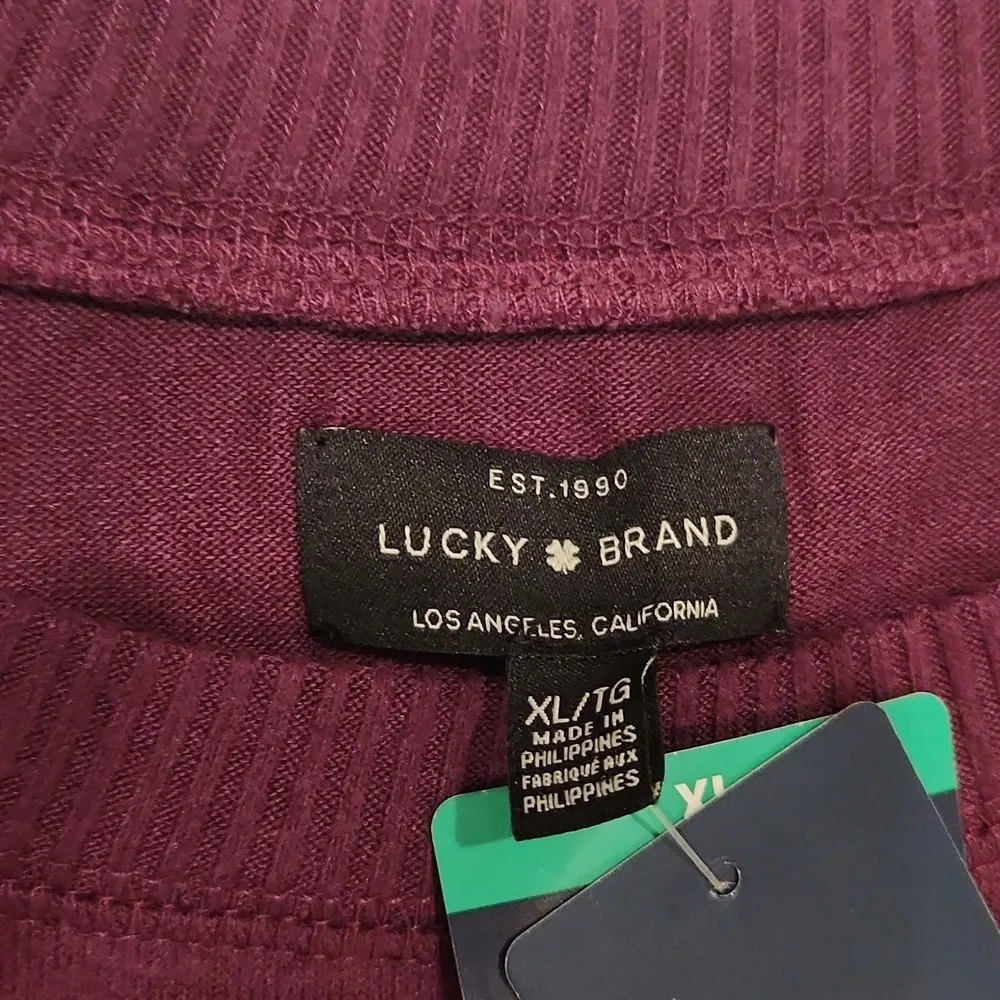 EST.1990
LUCKY BRAND
LOS ANGELES, CALIFORNIA
XL/TG
MADE IN
PHILIPPINES
FABRIQUÉ AUX
PHILIPPINES
XL